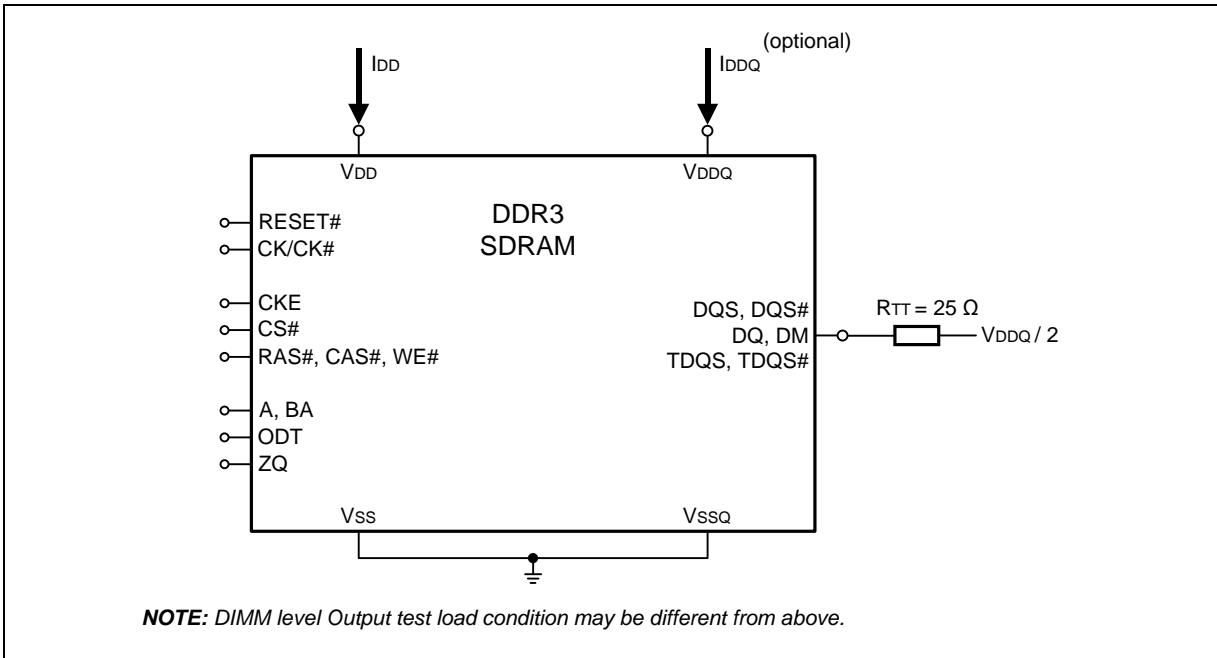 (optional)
IDD
IDDQ
VDD
VDDQ
DDR3
SDRAM
RESET#
CK/CK#
CKE
CS#
RAS#, CAS#, WE#
A, BA
ODT
ZQ
DQS, DQS#
DQ, DM
TDQS, TDQS#
RTT = 25 Ω
VDDQ / 2
VSS
VSSQ
NOTE: DIMM level Output test load condition may be different from above.